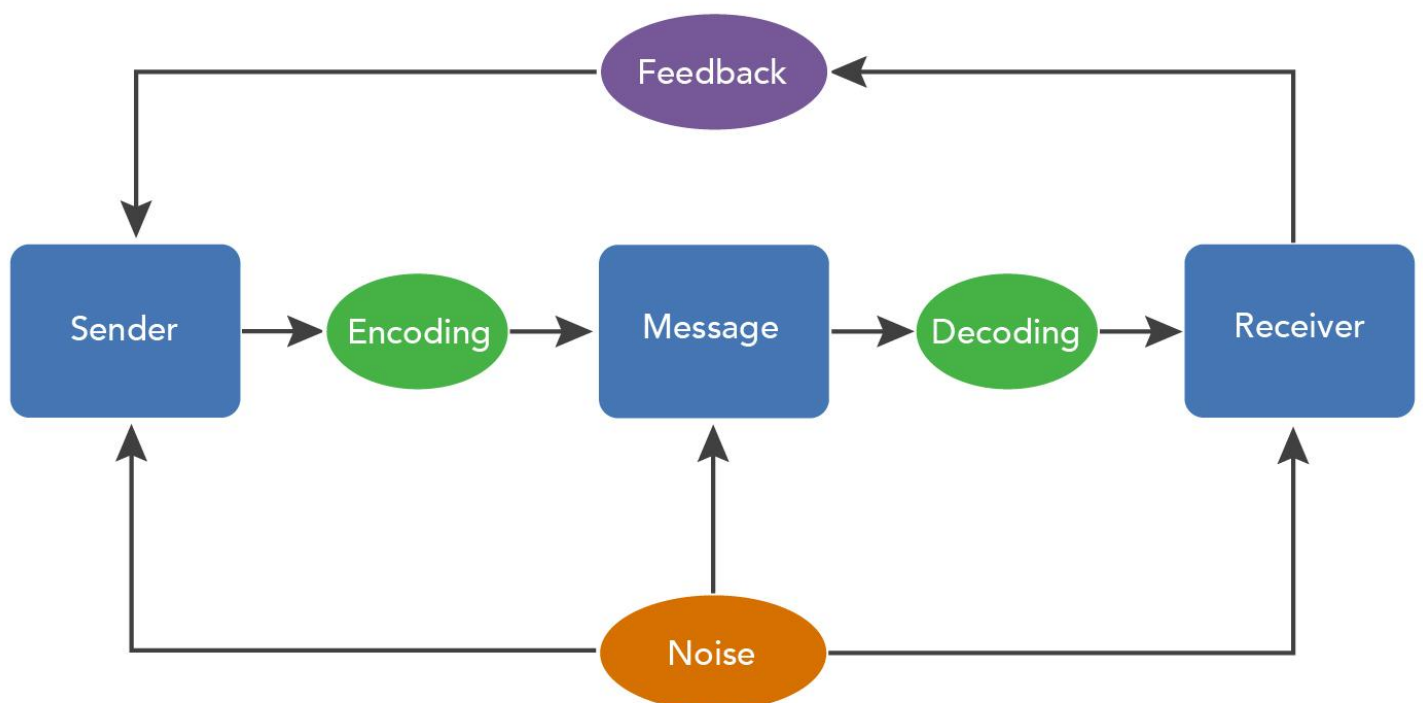 Feedback
Sender
Encoding
Message
Decoding
Receiver
Noise